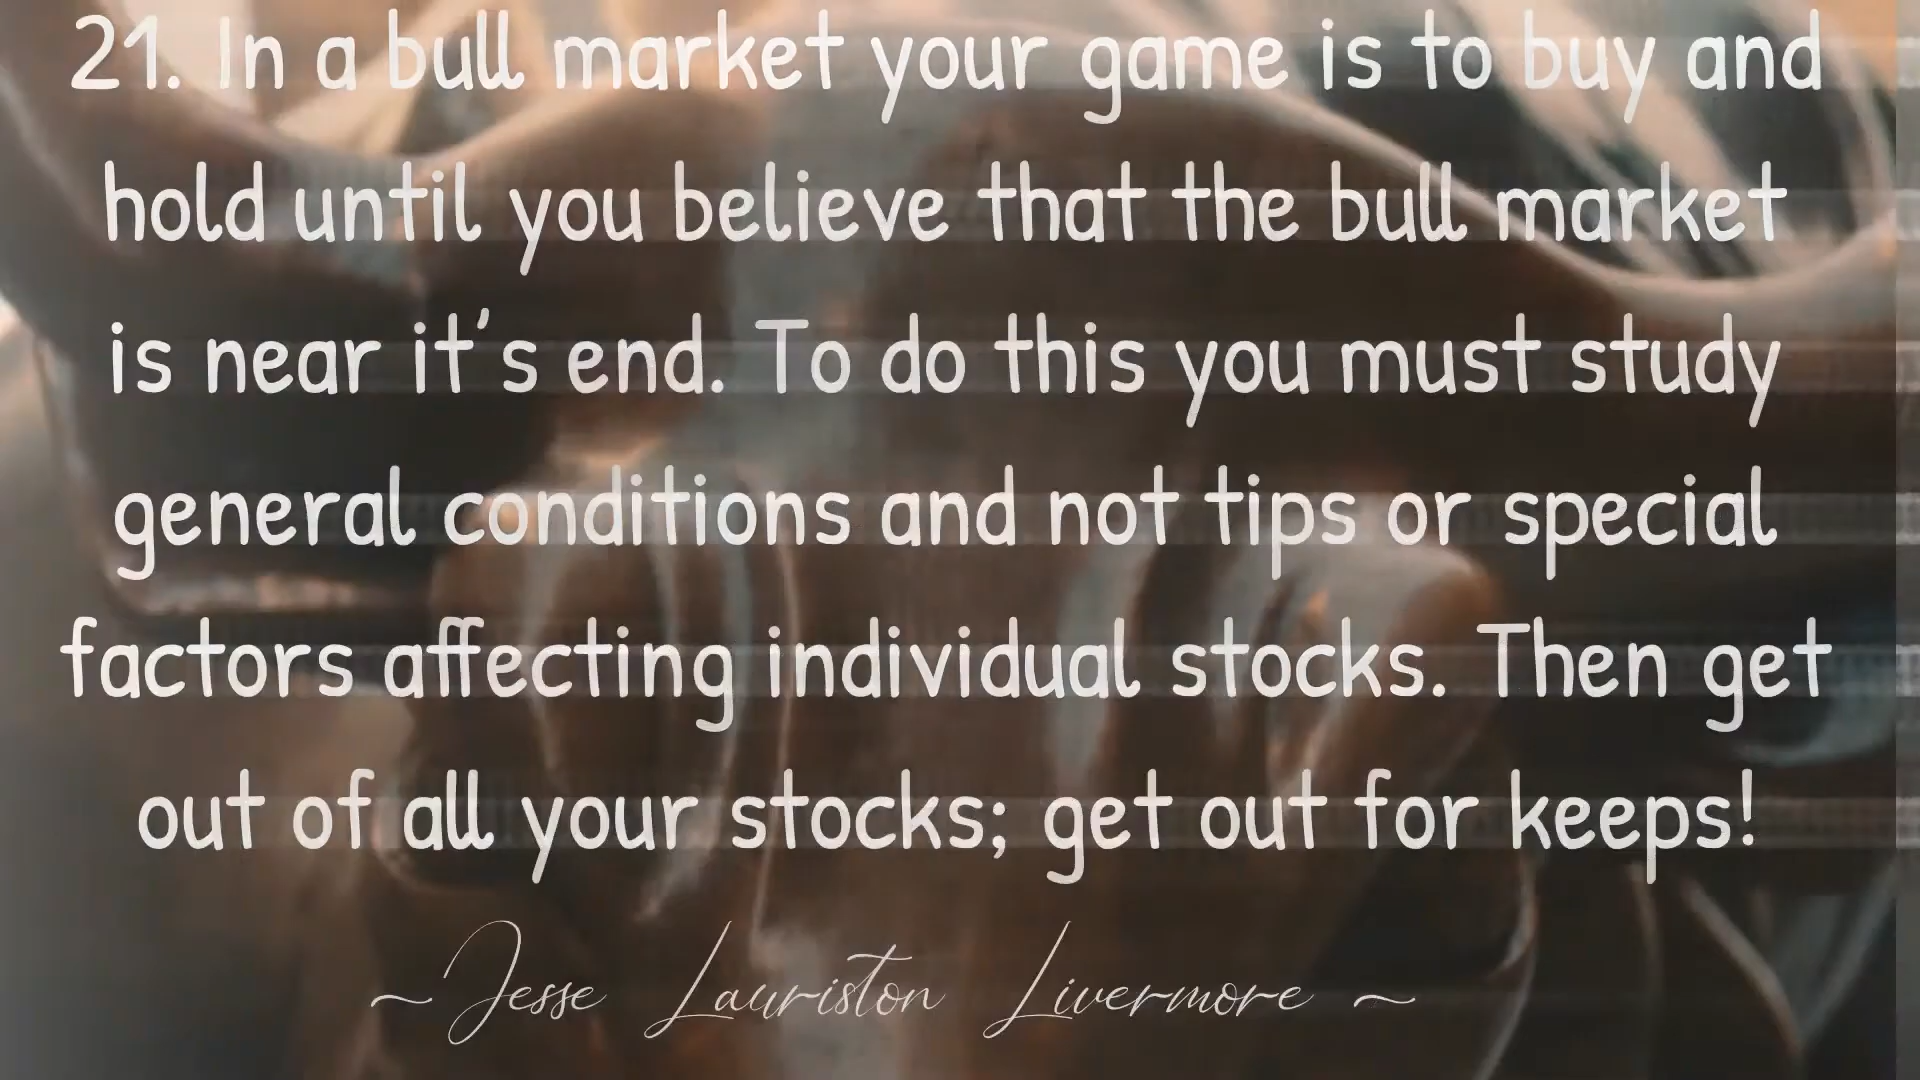 21. In a bull market your game is to buy and
hold until you believe that the bull market
is near it's end. To do this you must study
general conditions and not tips or special
factors affecting individual stocks. Then get
out of all your stocks; get out for keeps!
~ Jesse Lauriston Livermore ~